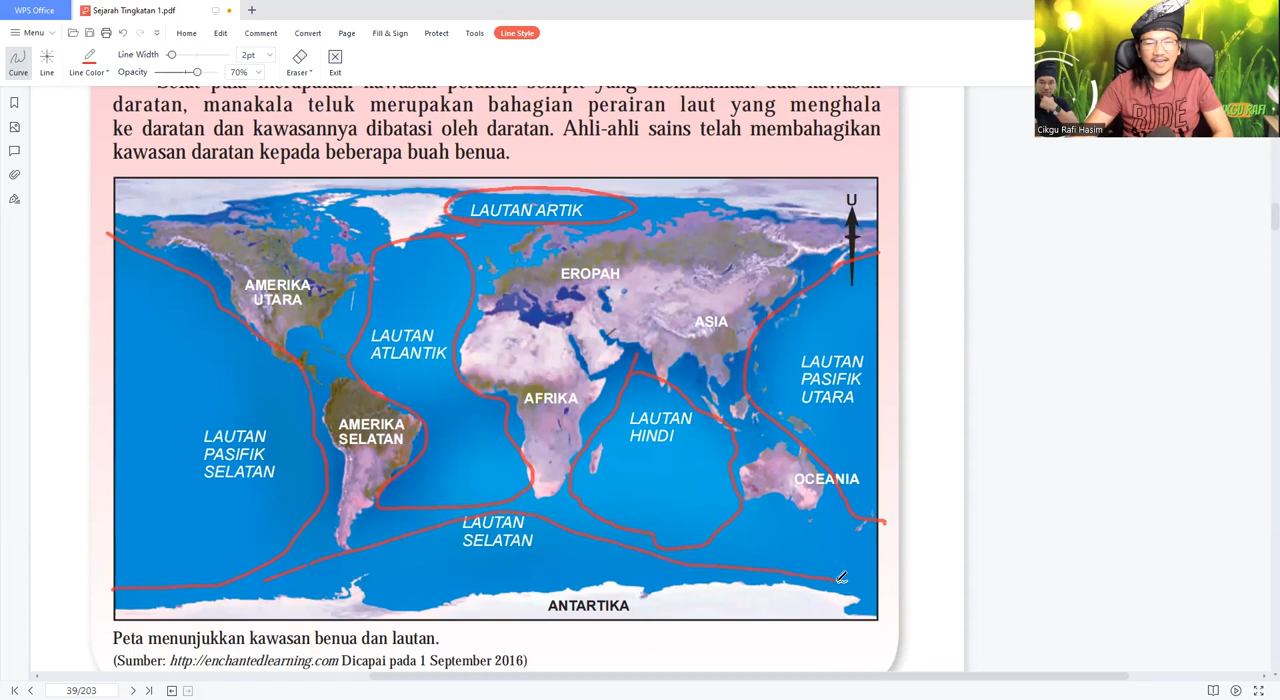 WPS Office
Sejarah Tingkatan 1.pdf
Menu
Home
Edit
Comment
Convert
Page
Fill & Sign
Protect
Tools
Line Style
Curve
Line
Line Color
Line Width
2pt
Opacity
70%
Eraser
Exit
daratan, manakala teluk merupakan bahagian perairan laut yang menghala
ke daratan dan kawasannya dibatasi oleh daratan. Ahli-ahli sains telah membahagikan
kawasan daratan kepada beberapa buah benua.
LAUTAN ARTIK
U
AMERIKA
UTARA
EROPAH
ASIA
LAUTAN
ATLANTIK
LAUTAN
PASIFIK
UTARA
AFRIKA
AMERIKA
SELATAN
LAUTAN
HINDI
LAUTAN
PASIFIK
SELATAN
OCEANIA
LAUTAN
SELATAN
ANTARTIKA
Peta menunjukkan kawasan benua dan lautan.
(Sumber: http://enchantedlearning.com Dicapai pada 1 September 2016)
39/203
RIDE
Cikgu Rafi Hasim